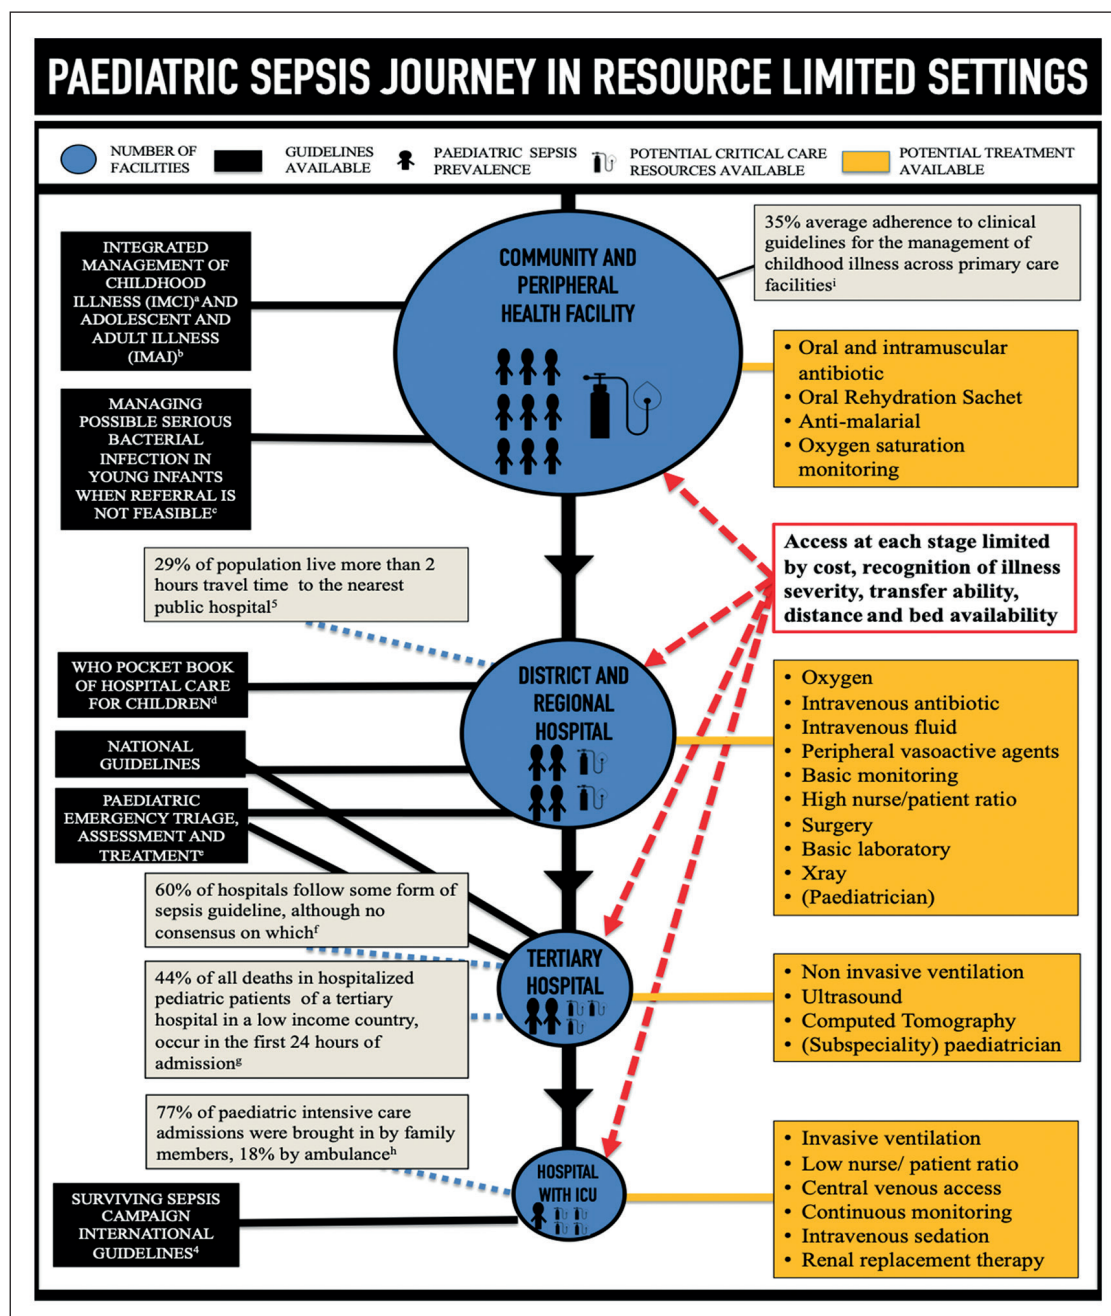 PAEDIATRIC SEPSIS JOURNEY IN RESOURCE LIMITED SETTINGS
NUMBER OF
FACILITIES
GUIDELINES
AVAILABLE
PAEDIATRIC SEPSIS
PREVALENCE
POTENTIAL CRITICAL CARE
RESOURCES AVAILABLE
POTENTIAL TREATMENT
AVAILABLE
INTEGRATED
MANAGEMENT OF
CHILDHOOD
ILLNESS (IMCI)ᵃ AND
ADOLESCENT AND
ADULT ILLNESS
(IMAI)ᵇ
COMMUNITY AND
PERIPHERAL
HEALTH FACILITY
35% average adherence to clinical
guidelines for the management of
childhood illness across primary care
facilitiesⁱ
• Oral and intramuscular
antibiotic
• Oral Rehydration Sachet
• Anti-malarial
• Oxygen saturation
monitoring
MANAGING
POSSIBLE SERIOUS
BACTERIAL
INFECTION IN
YOUNG INFANTS
WHEN REFERRAL IS
NOT FEASIBLEᶜ
Access at each stage limited
by cost, recognition of illness
severity, transfer ability,
distance and bed availability
29% of population live more than 2
hours travel time to the nearest
public hospital⁵
WHO POCKET BOOK
OF HOSPITAL CARE
FOR CHILDRENᵈ
NATIONAL
GUIDELINES
PAEDIATRIC
EMERGENCY TRIAGE,
ASSESSMENT AND
TREATMENTᵉ
DISTRICT AND
REGIONAL
HOSPITAL
• Oxygen
• Intravenous antibiotic
• Intravenous fluid
• Peripheral vasoactive agents
• Basic monitoring
• High nurse/patient ratio
• Surgery
• Basic laboratory
• Xray
• (Paediatrician)
60% of hospitals follow some form of
sepsis guideline, although no
consensus on whichᶠ
44% of all deaths in hospitalized
pediatric patients of a tertiary
hospital in a low income country,
occur in the first 24 hours of
admissionᵍ
TERTIARY
HOSPITAL
• Non invasive ventilation
• Ultrasound
• Computed Tomography
• (Subspeciality) paediatrician
77% of paediatric intensive care
admissions were brought in by family
members, 18% by ambulanceʰ
SURVIVING SEPSIS
CAMPAIGN
INTERNATIONAL
GUIDELINES⁴
HOSPITAL
WITH ICU
• Invasive ventilation
• Low nurse/ patient ratio
• Central venous access
• Continuous monitoring
• Intravenous sedation
• Renal replacement therapy